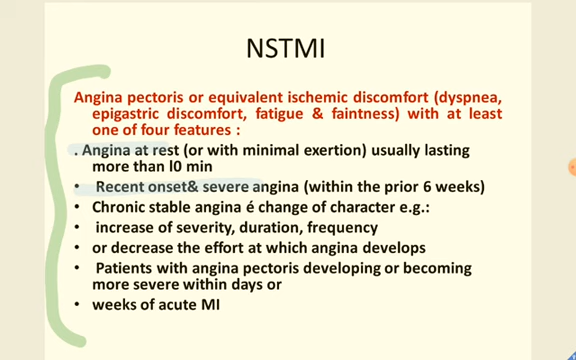 NSTMI
Angina pectoris or equivalent ischemic discomfort (dyspnea,
epigastric discomfort, fatigue & faintness) with at least
one of four features :
. Angina at rest (or with minimal exertion) usually lasting
more than l0 min
• Recent onset& severe angina (within the prior 6 weeks)
• Chronic stable angina é change of character e.g.:
• increase of severity, duration, frequency
• or decrease the effort at which angina develops
• Patients with angina pectoris developing or becoming
more severe within days or
• weeks of acute MI